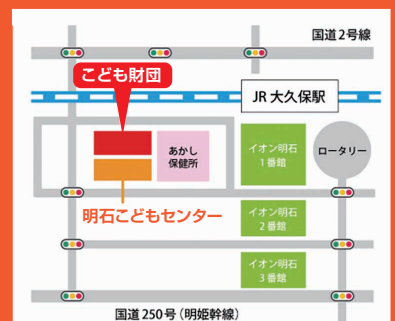 国道2号線
こども財団
JR 大久保駅
あかし
保健所
イオン明石
1番館
ロータリー
明石こどもセンター
イオン明石
2番館
イオン明石
3番館
国道250号(明姫幹線)